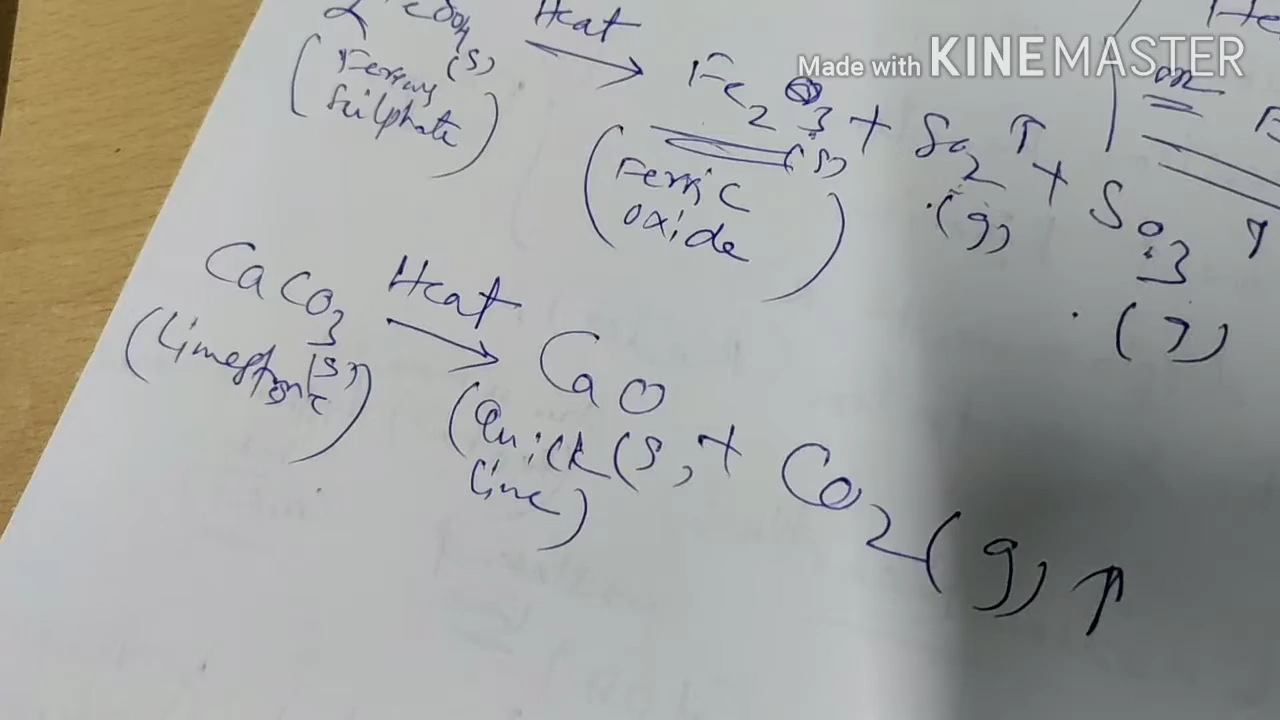 Made with KINEMASTER
Heat
(s)
(Ferrous
Sulphate)
Fe2O3 + SO2 ↑ + SO3 ↑
(s)
(g)
(g)
(Ferric
oxide)
CaCO3 Heat → CaO + CO2 (g) ↑
(s)
(s)
(Limestone)
(Quick
lime)